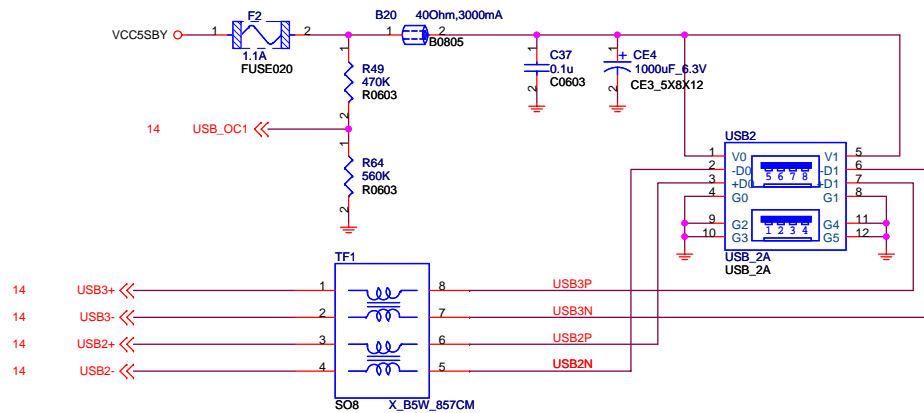 F2
B20 40Ohm,3000mA
VCC5SBY 1 2 1 2
1.1A
FUSE020
B0805
1
R49
470K
R0603
2
1
C37
0.1u
C0603
2
1
+ CE4
1000uF_6.3V
CE3_5X8X12
2
14 USB_OC1
1
R64
560K
R0603
2
USB2
1 V0 V1 5
2 -D0 -D1 6
3 +D0 +D1 7
4 G0 G1 8
5 6 7 8
9 G2 G4 11
10 G3 G5 12
1 2 3 4
USB_2A
USB_2A
TF1
14 USB3+ 1 8 USB3P
14 USB3- 2 7 USB3N
14 USB2+ 3 6 USB2P
14 USB2- 4 5 USB2N
SO8 X_B5W_857CM